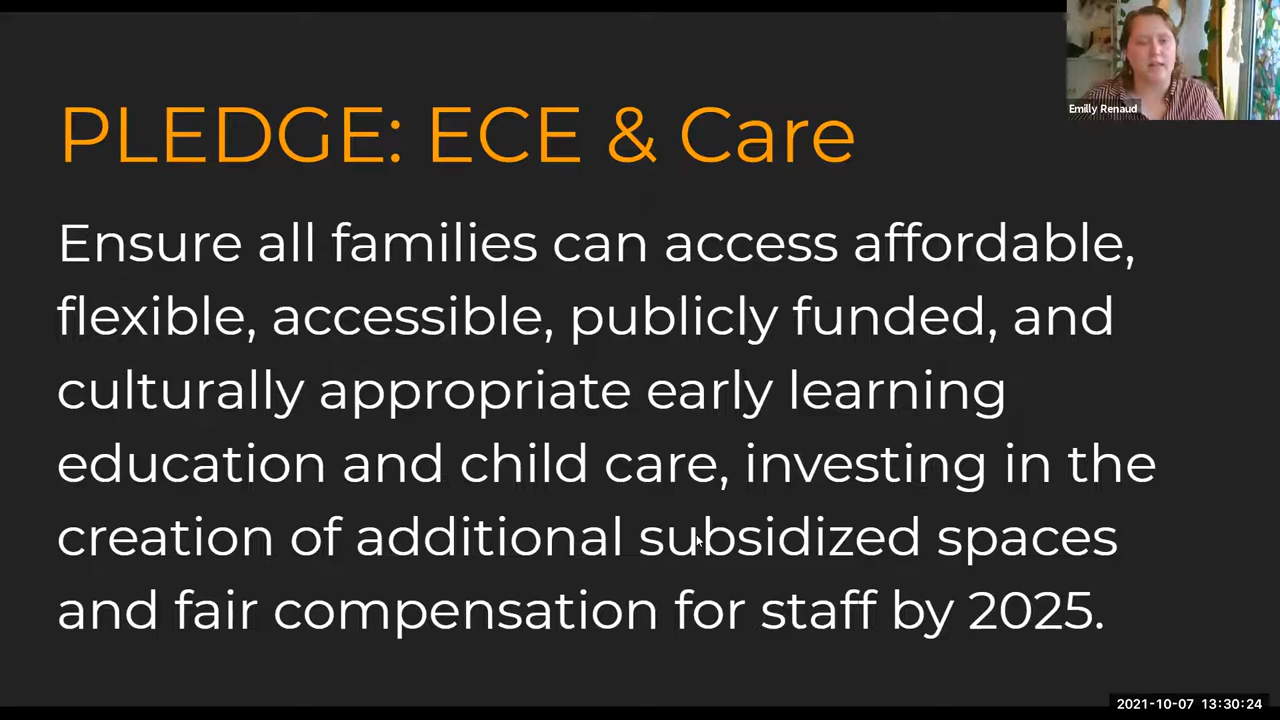 PLEDGE: ECE & Care
Emilly Renaud
Ensure all families can access affordable,
flexible, accessible, publicly funded, and
culturally appropriate early learning
education and child care, investing in the
creation of additional subsidized spaces
and fair compensation for staff by 2025.
2021-10-07 13:30:24